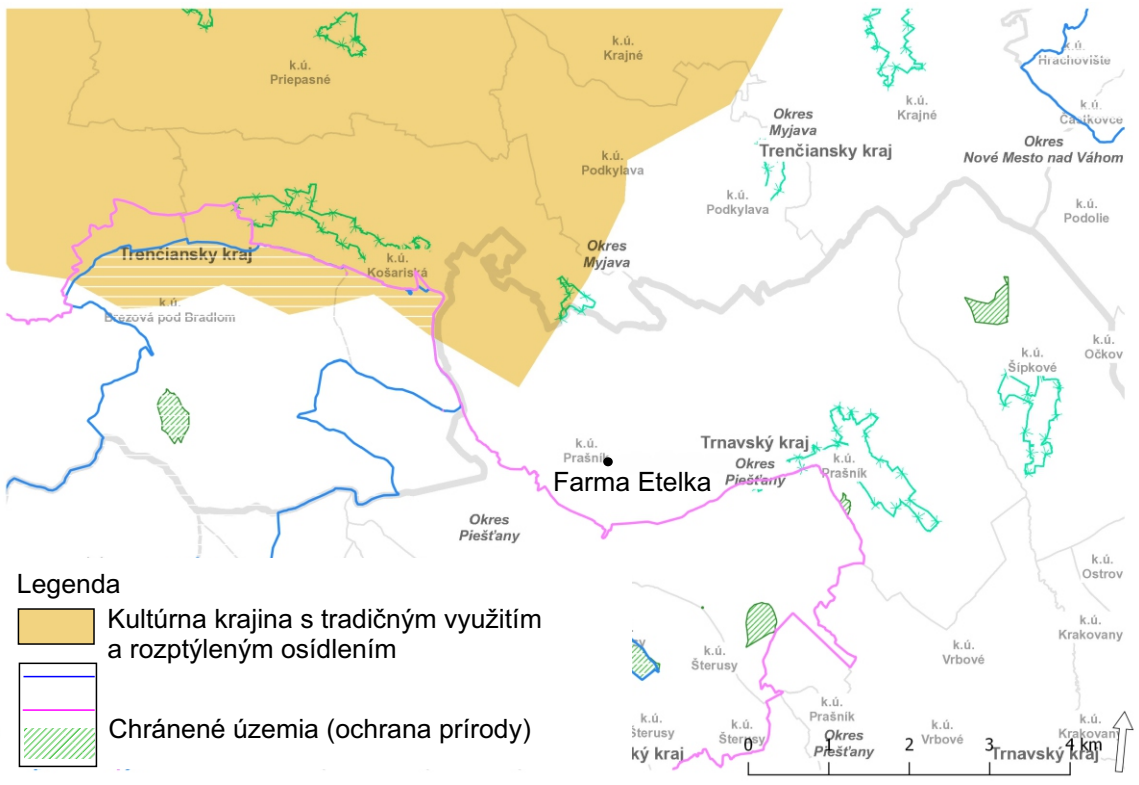 k.ú.
Priepasné
k.ú.
Krajné
k.ú.
Hrachovište
k.ú.
Krajné
k.ú.
Čaškovce
Okres
Myjava
Trenčiansky kraj
Okres
Nové Mesto nad Váhom
k.ú.
Podkylava
k.ú.
Podkylava
k.ú.
Podolie
Trenčiansky kraj
k.ú.
Košariská
Okres
Myjava
k.ú.
Brezová pod Bradlom
k.ú.
Šípkové
k.ú.
Očkov
k.ú.
Prašník
Farma Etelka
Trnavský kraj
Okres
Piešťany
k.ú.
Prašník
Okres
Piešťany
k.ú.
Ostrov
Legenda
Kultúrna krajina s tradičným využitím
a rozptýleným osídlením
Chránené územia (ochrana prírody)
k.ú.
Šterusy
k.ú.
Vrbové
k.ú.
Krakovany
k.ú.
Šterusy
k.ú.
Šterusy
k.ú.
Prašník
Okres
Piešťany
k.ú.
Vrbové
k.ú.
Krakovany
ký kraj
Trnavský kraj
0 1 2 3 4 km